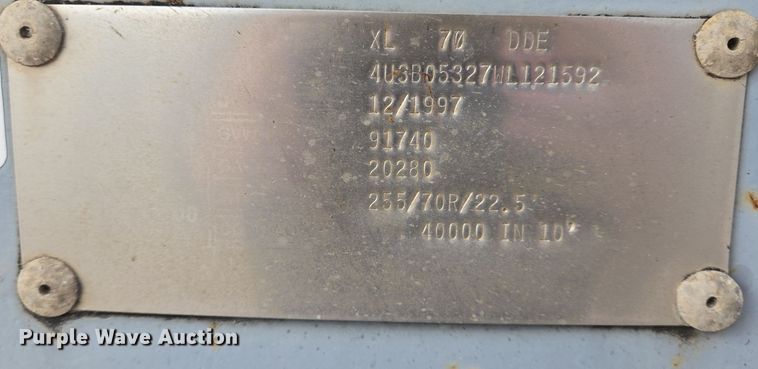 XL 70 DDE
4U3B05327WL121592
12/1997
91740
20280
255/70R/22.5
40000 IN 10'
Purple Wave Auction